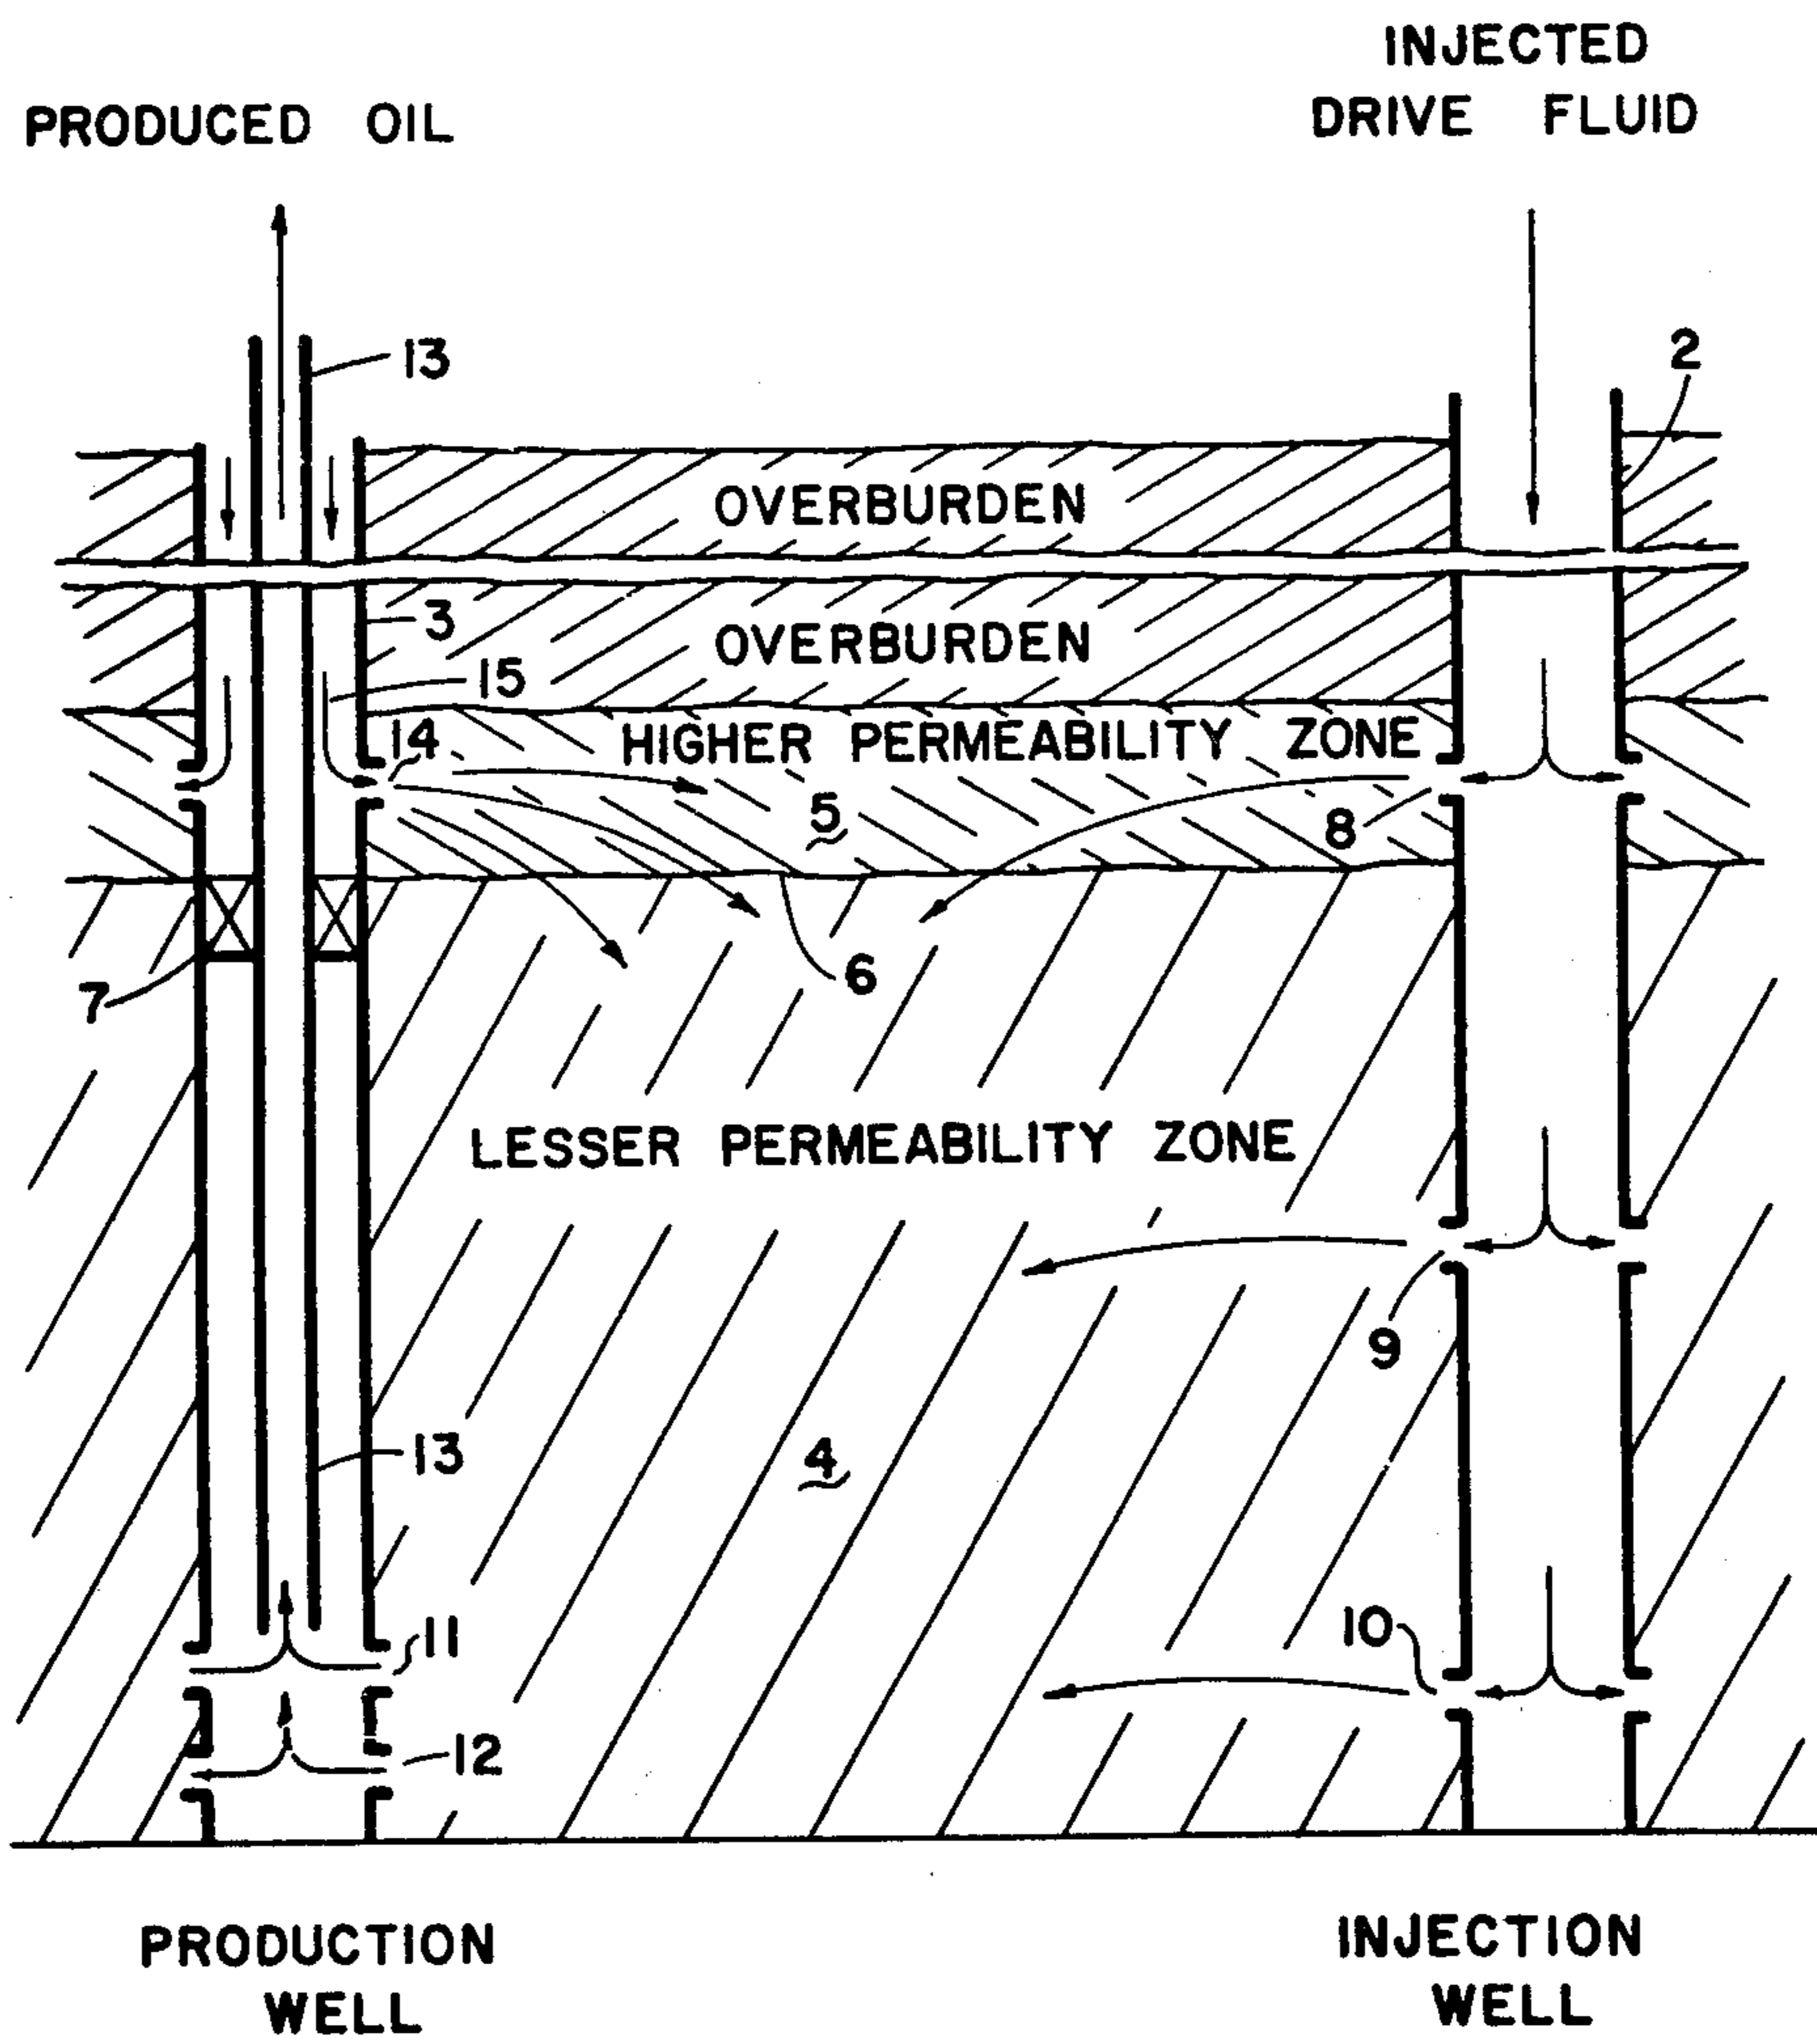 INJECTED
DRIVE FLUID
PRODUCED OIL
13
2
OVERBURDEN
3
OVERBURDEN
15
14
HIGHER PERMEABILITY ZONE
5
8
6
7
LESSER PERMEABILITY ZONE
9
13
4
11
10
12
PRODUCTION
WELL
INJECTION
WELL